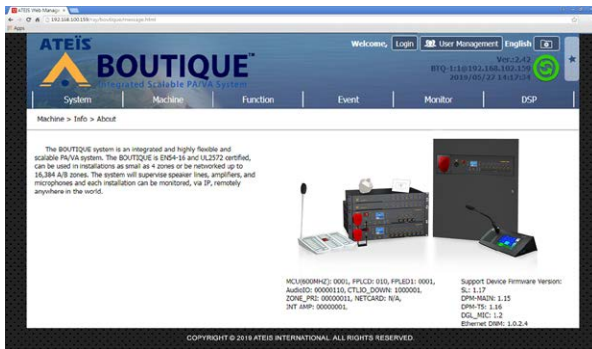 ATEÏS Web Manage
192.168.100.158
Apps
ATEÏS
BOUTIQUE™
Integrated Scalable PA/VA System
Welcome, Login User Management English
Ver.:2.42
BTQ-1:1@192.168.102.159
2019/05/27 14:17:34
System Machine Function Event Monitor DSP
Machine > Info > About
The BOUTIQUE system is an integrated and highly flexible and
scalable PA/VA system. The BOUTIQUE is EN54-16 and UL2572 certified,
can be used in installations as
small as 4 zones or be networked up to
16,384 A/B zones. The system will supervise speaker lines, amplifiers, and
microphones and each installation can be monitored, via IP, remotely
anywhere in the world.
MCU(600MHZ): 0001, FPLCD: 010, FPLED1: 0001,
AudioIO: 00000110, CTLIO_DOWN: 1000001,
ZONE_PRI: 00000011, NETCARD: N/A,
INT AMP: 00000001,
Support Device Firmware Version:
SL: 1.17
DPM-MAIN: 1.15
DPM-TS: 1.16
DGL_MIC: 1.2
Ethernet DNM: 1.0.2.4
COPYRIGHT © 2019 ATEIS INTERNATIONAL. ALL RIGHTS RESERVED.